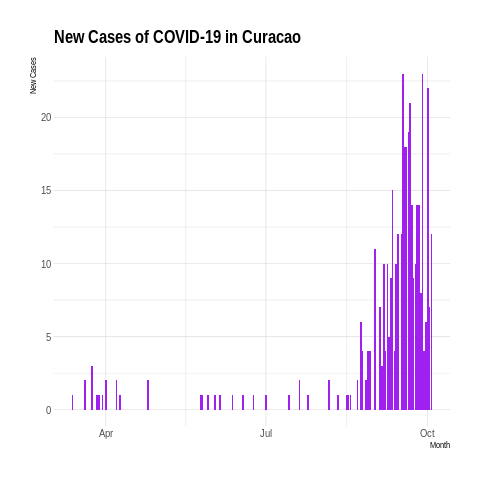 New Cases of COVID-19 in Curacao
New Cases
20
15
10
5
0
Apr
Jul
Oct
Month